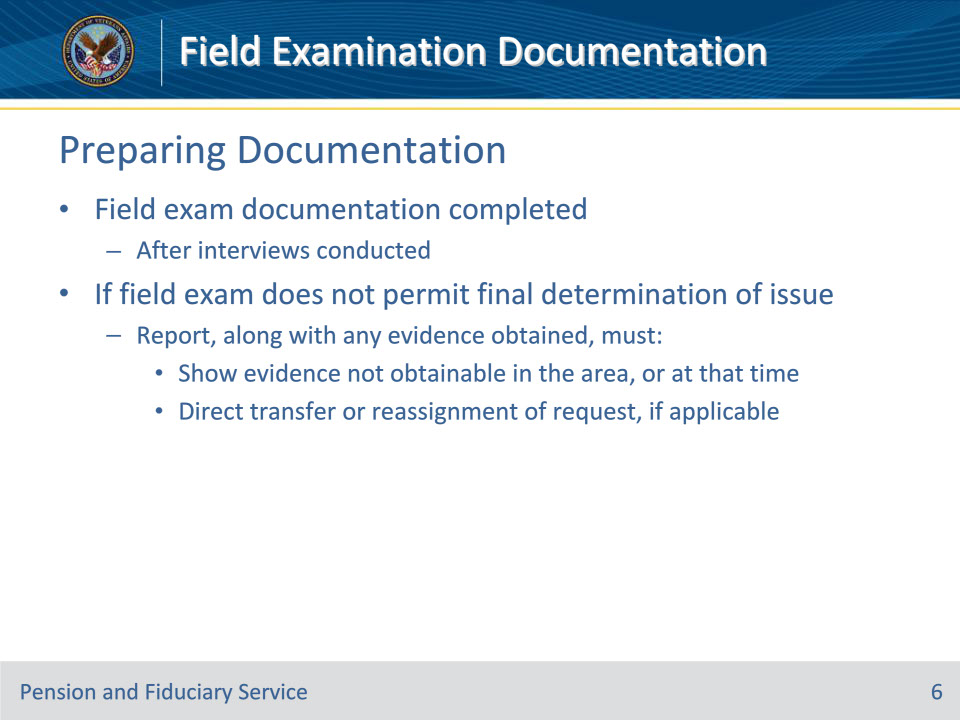 DEPARTMENT OF VETERANS AFFAIRS
UNITED STATES OF AMERICA
Field Examination Documentation
Preparing Documentation
• Field exam documentation completed
– After interviews conducted
• If field exam does not permit final determination of issue
– Report, along with any evidence obtained, must:
• Show evidence not obtainable in the area, or at that time
• Direct transfer or reassignment of request, if applicable
Pension and Fiduciary Service
6